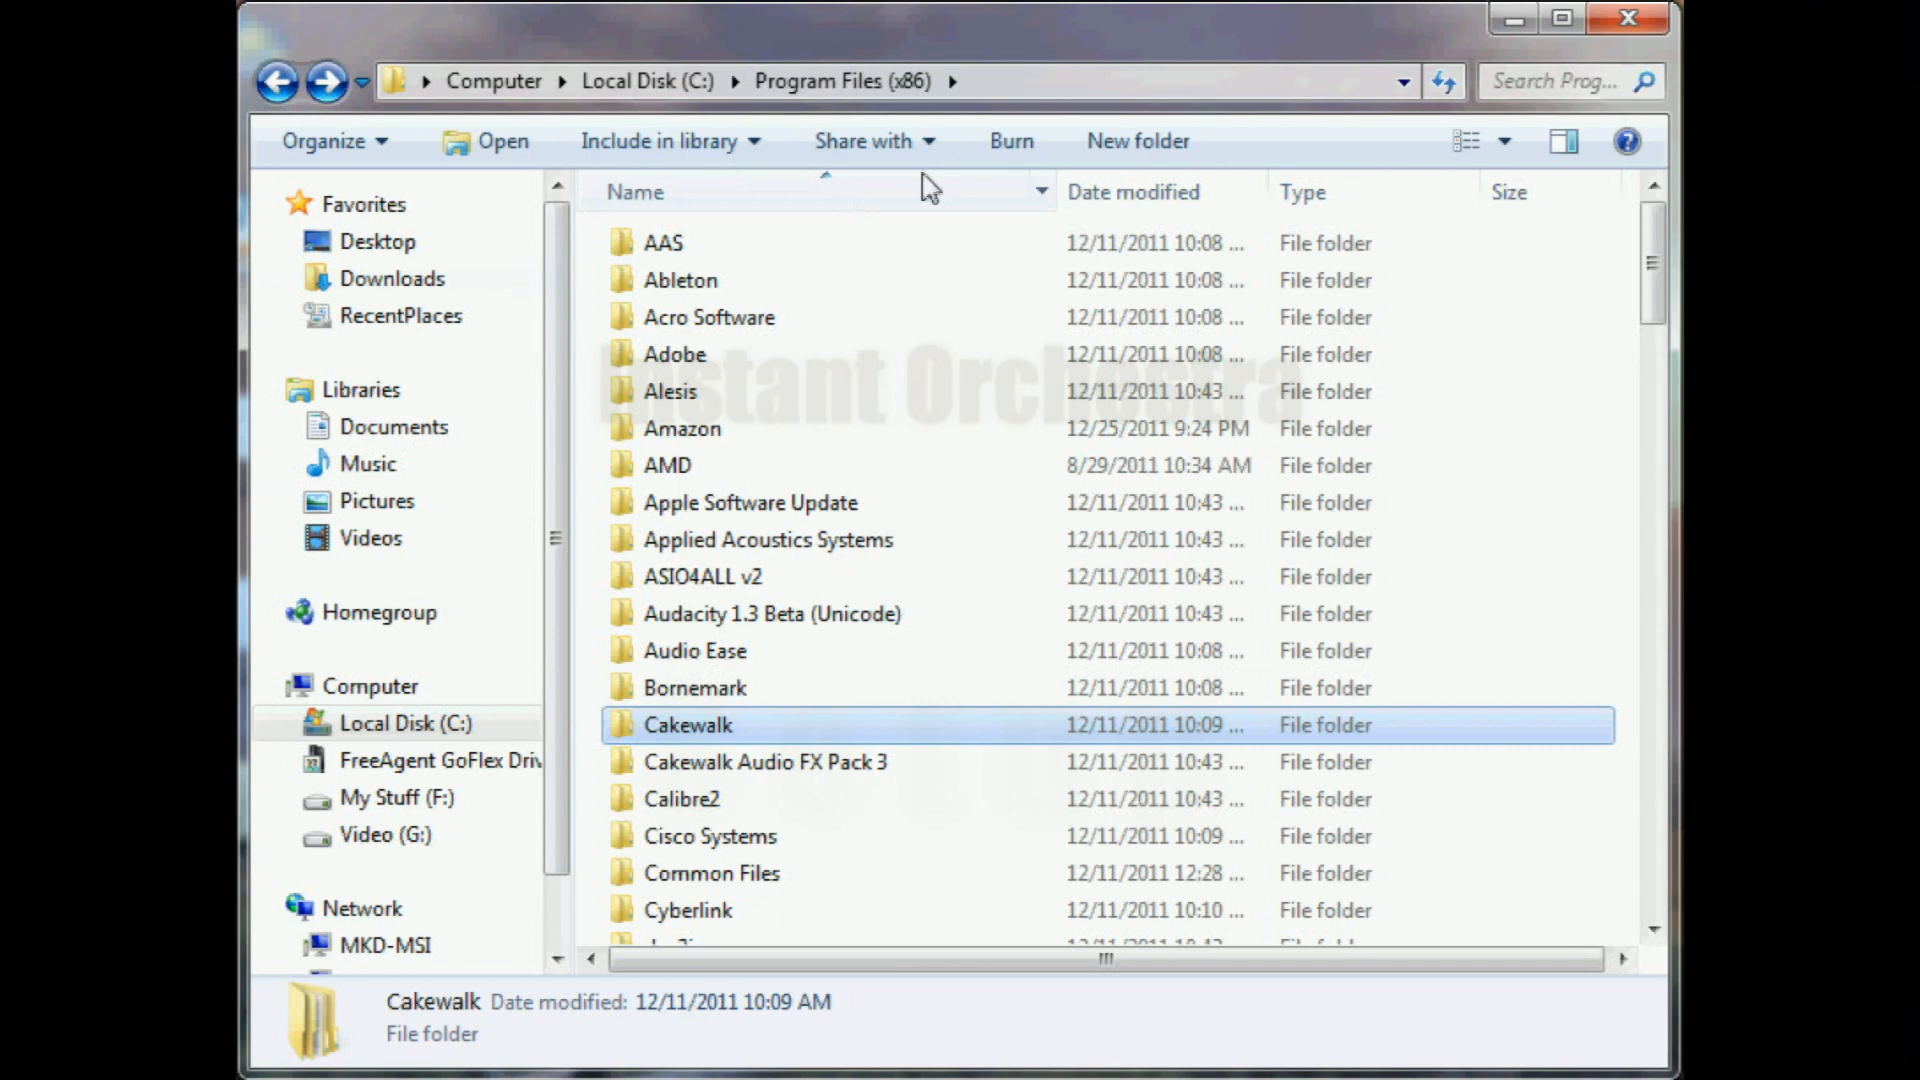 Computer Local Disk (C:) Program Files (x86) Search Prog...
Organize Open Include in library Share with Burn New folder
Name Date modified Type Size
Favorites
Desktop
Downloads
RecentPlaces
Libraries
Documents
Music
Pictures
Videos
Homegroup
Computer
Local Disk (C:)
FreeAgent GoFlex Driv
My Stuff (F:)
Video (G:)
Network
MKD-MSI
AAS 12/11/2011 10:08 ... File folder
Ableton 12/11/2011 10:08 ... File folder
Acro Software 12/11/2011 10:08 ... File folder
Adobe 12/11/2011 10:08 ... File folder
Instant Orchestra
Alesis 12/11/2011 10:43 ... File folder
Amazon 12/25/2011 9:24 PM File folder
AMD 8/29/2011 10:34 AM File folder
Apple Software Update 12/11/2011 10:43 ... File folder
Applied Acoustics Systems 12/11/2011 10:43 ... File folder
ASIO4ALL v2 12/11/2011 10:43 ... File folder
Audacity 1.3 Beta (Unicode) 12/11/2011 10:43 ... File folder
Audio Ease 12/11/2011 10:08 ... File folder
Bornemark 12/11/2011 10:08 ... File folder
Cakewalk 12/11/2011 10:09 ... File folder
Cakewalk Audio FX Pack 3 12/11/2011 10:43 ... File folder
Calibre2 12/11/2011 10:43 ... File folder
Cisco Systems 12/11/2011 10:09 ... File folder
Common Files 12/11/2011 12:28 ... File folder
Cyberlink 12/11/2011 10:10 ... File folder
Cakewalk Date modified: 12/11/2011 10:09 AM
File folder